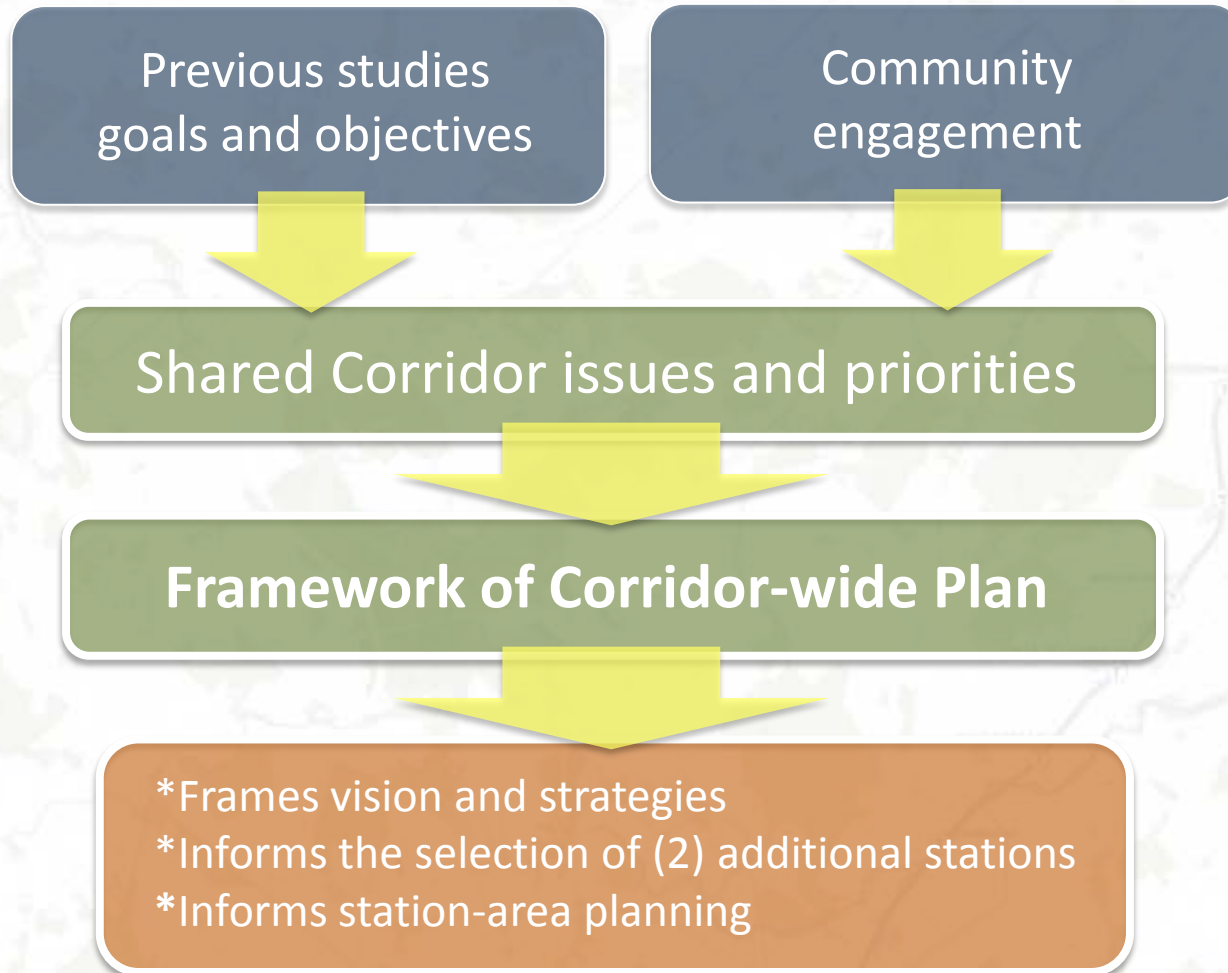 Previous studies
goals and objectives
Community
engagement
Shared Corridor issues and priorities
Framework of Corridor-wide Plan
*Frames vision and strategies
*Informs the selection of (2) additional stations
*Informs station-area planning